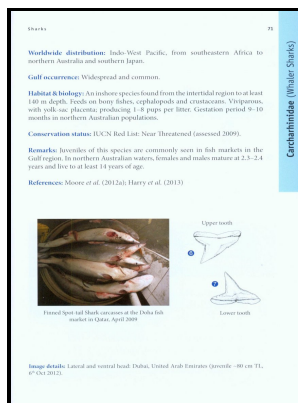 Sharks 71
Carcharhinidae (Whaler Sharks)
Worldwide distribution: Indo-West Pacific, from southeastern Africa to
northern Australia and southern Japan.
Gulf occurrence: Widespread and common.
Habitat & biology: An inshore species found from the intertidal region to at least
140 m depth. Feeds on bony fishes, cephalopods and crustaceans. Viviparous,
with yolk-sac placenta; producing 1–8 pups per litter. Gestation period 9–10
months in northern Australian populations.
Conservation status: IUCN Red List: Near Threatened (assessed 2009).
Remarks: Juveniles of this species are commonly seen in fish markets in the
Gulf region. In northern Australian waters, females and males mature at 2.3–2.4
years and live to at least 14 years of age.
References: Moore et al. (2012a); Harry et al. (2013)
Upper tooth
6
7
Lower tooth
Finned Spot-tail Shark carcasses at the Doha fish
market in Qatar, April 2009
Image details: Lateral and ventral head: Dubai, United Arab Emirates (juvenile ~80 cm TL,
6th Oct 2012)